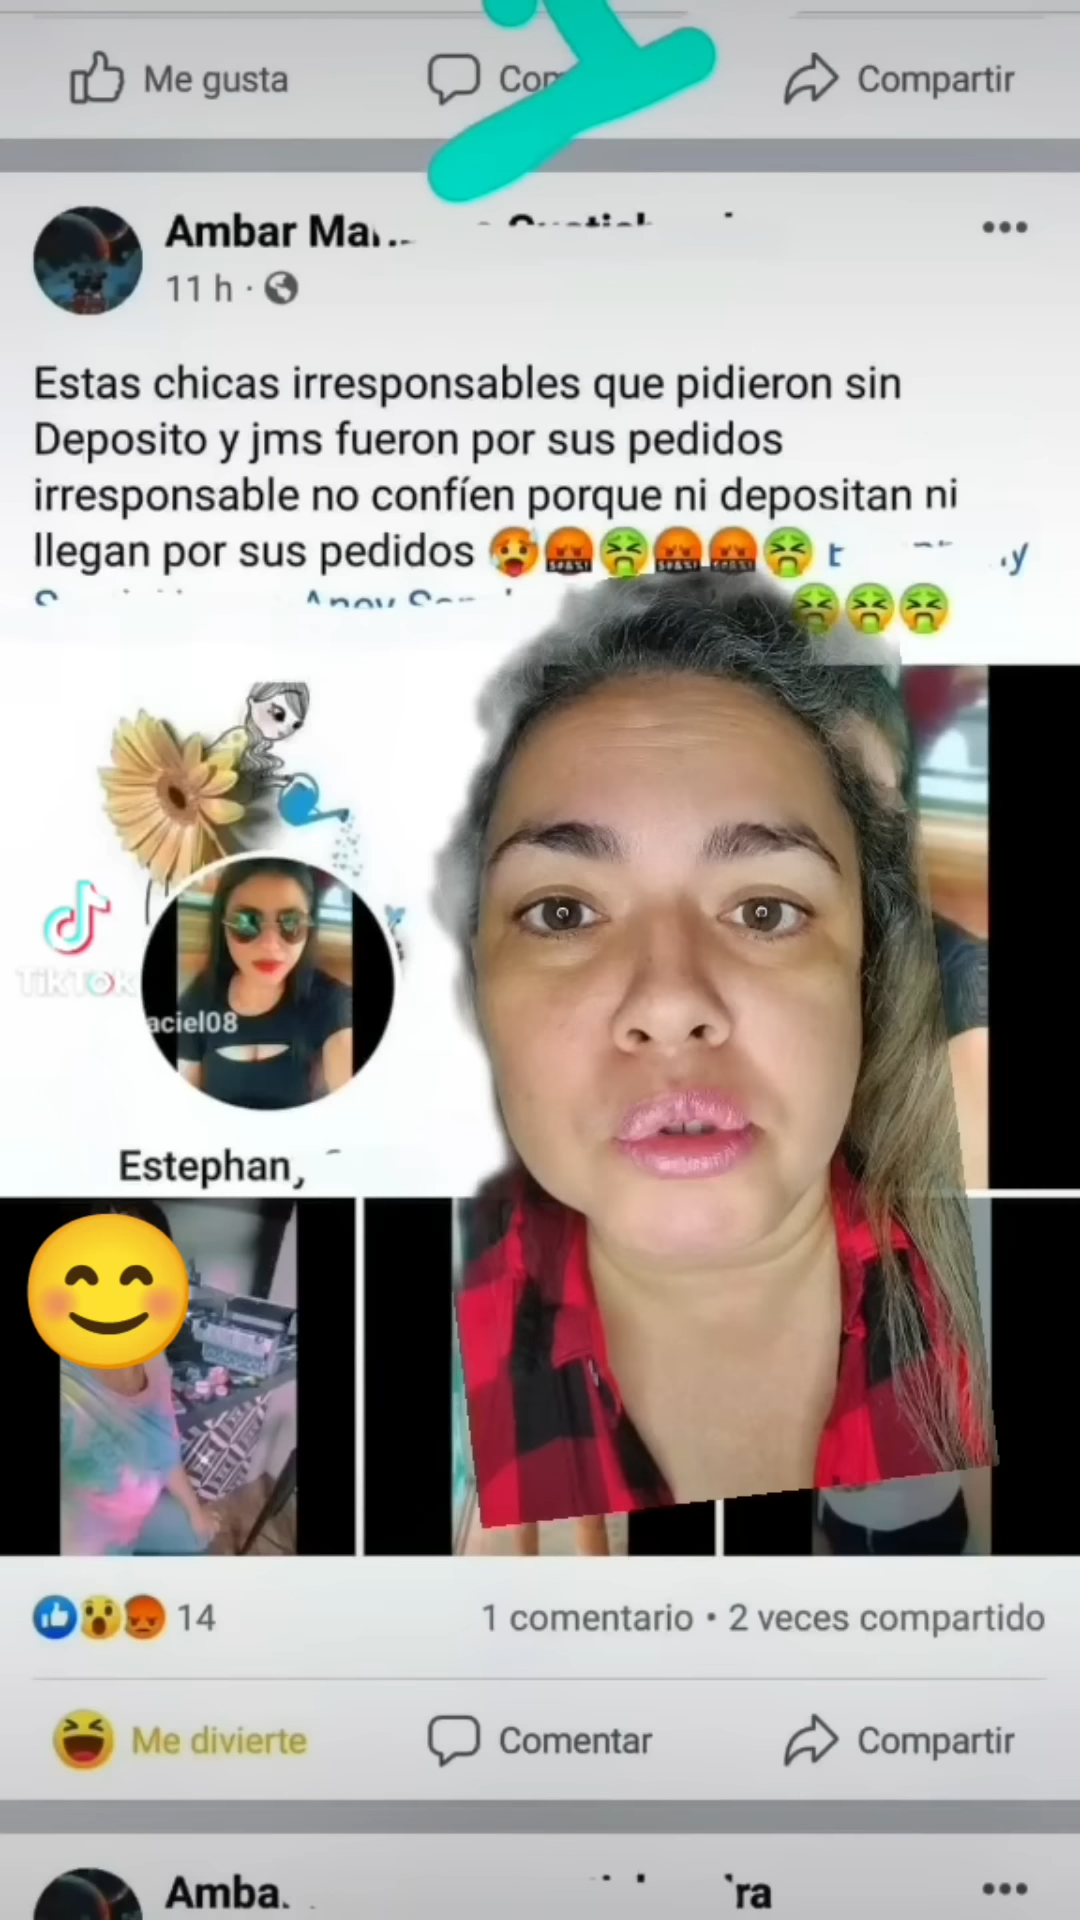 Me gusta
Compartir
Ambar
11 h ·
Estas chicas irresponsables que pidieron sin
Deposito y jms fueron por sus pedidos
irresponsable no confíen porque ni depositan ni
llegan por sus pedidos
TikTok
aciel08
Estephan,
14
1 comentario • 2 veces compartido
Me divierte
Comentar
Compartir